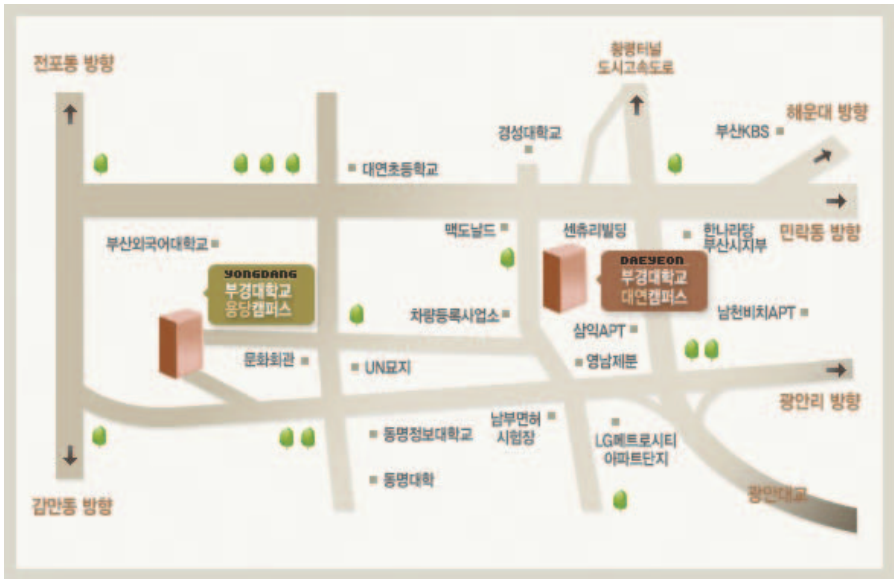 전포동 방향
황령터널
도시고속도로
해운대 방향
부산KBS
경성대학교
대연초등학교
부산외국어대학교
맥도날드
센츄리빌딩
한나라당
부산시지부
민락동 방향
YONGDANG
부경대학교
용당캠퍼스
DAEYEON
부경대학교
대연캠퍼스
차량등록사업소
삼익APT
남천비치APT
문화회관
UN묘지
영남제분
광안리 방향
남부면허
시험장
LG메트로시티
아파트단지
동명정보대학교
동명대학
감만동 방향
광안대교